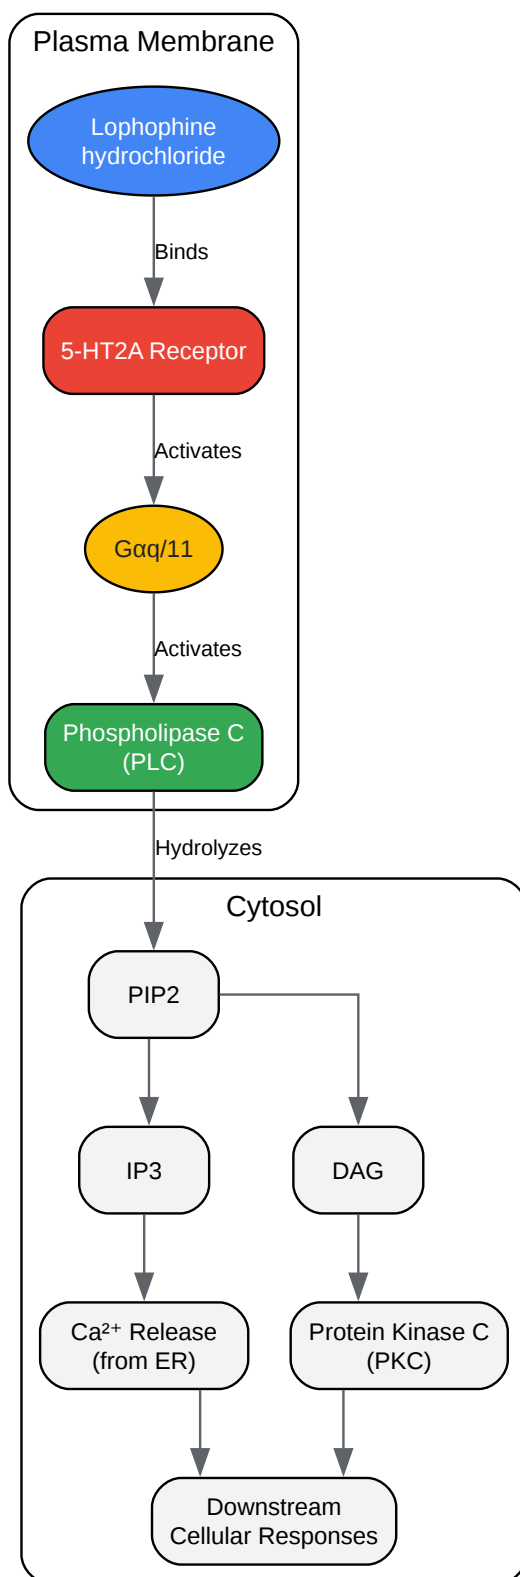 Plasma Membrane
Lophophine
hydrochloride
Binds
5-HT2A Receptor
Activates
Gαq/11
Activates
Phospholipase C
(PLC)
Hydrolyzes
Cytosol
PIP2
IP3
DAG
Ca²⁺ Release
(from ER)
Protein Kinase C
(PKC)
Downstream
Cellular Responses